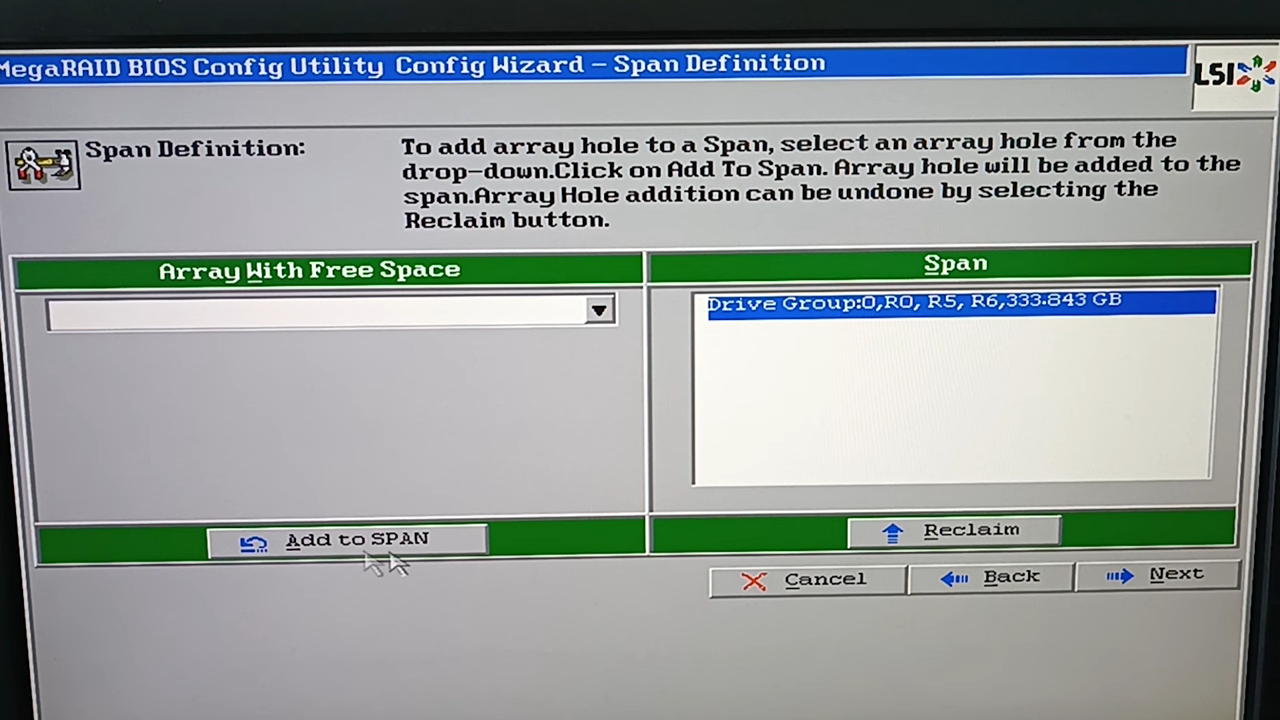 MegaRAID BIOS Config Utility Config Wizard – Span Definition
LSI
Span Definition:
To add array hole to a Span, select an array hole from the
drop-down.Click on Add To Span. Array hole will be added to the
span.Array Hole addition can be undone by selecting the
Reclaim button.
Array With Free Space
Span
Drive Group:0,R0, R5, R6,333.843 GB
Add to SPAN
Reclaim
Cancel
Back
Next